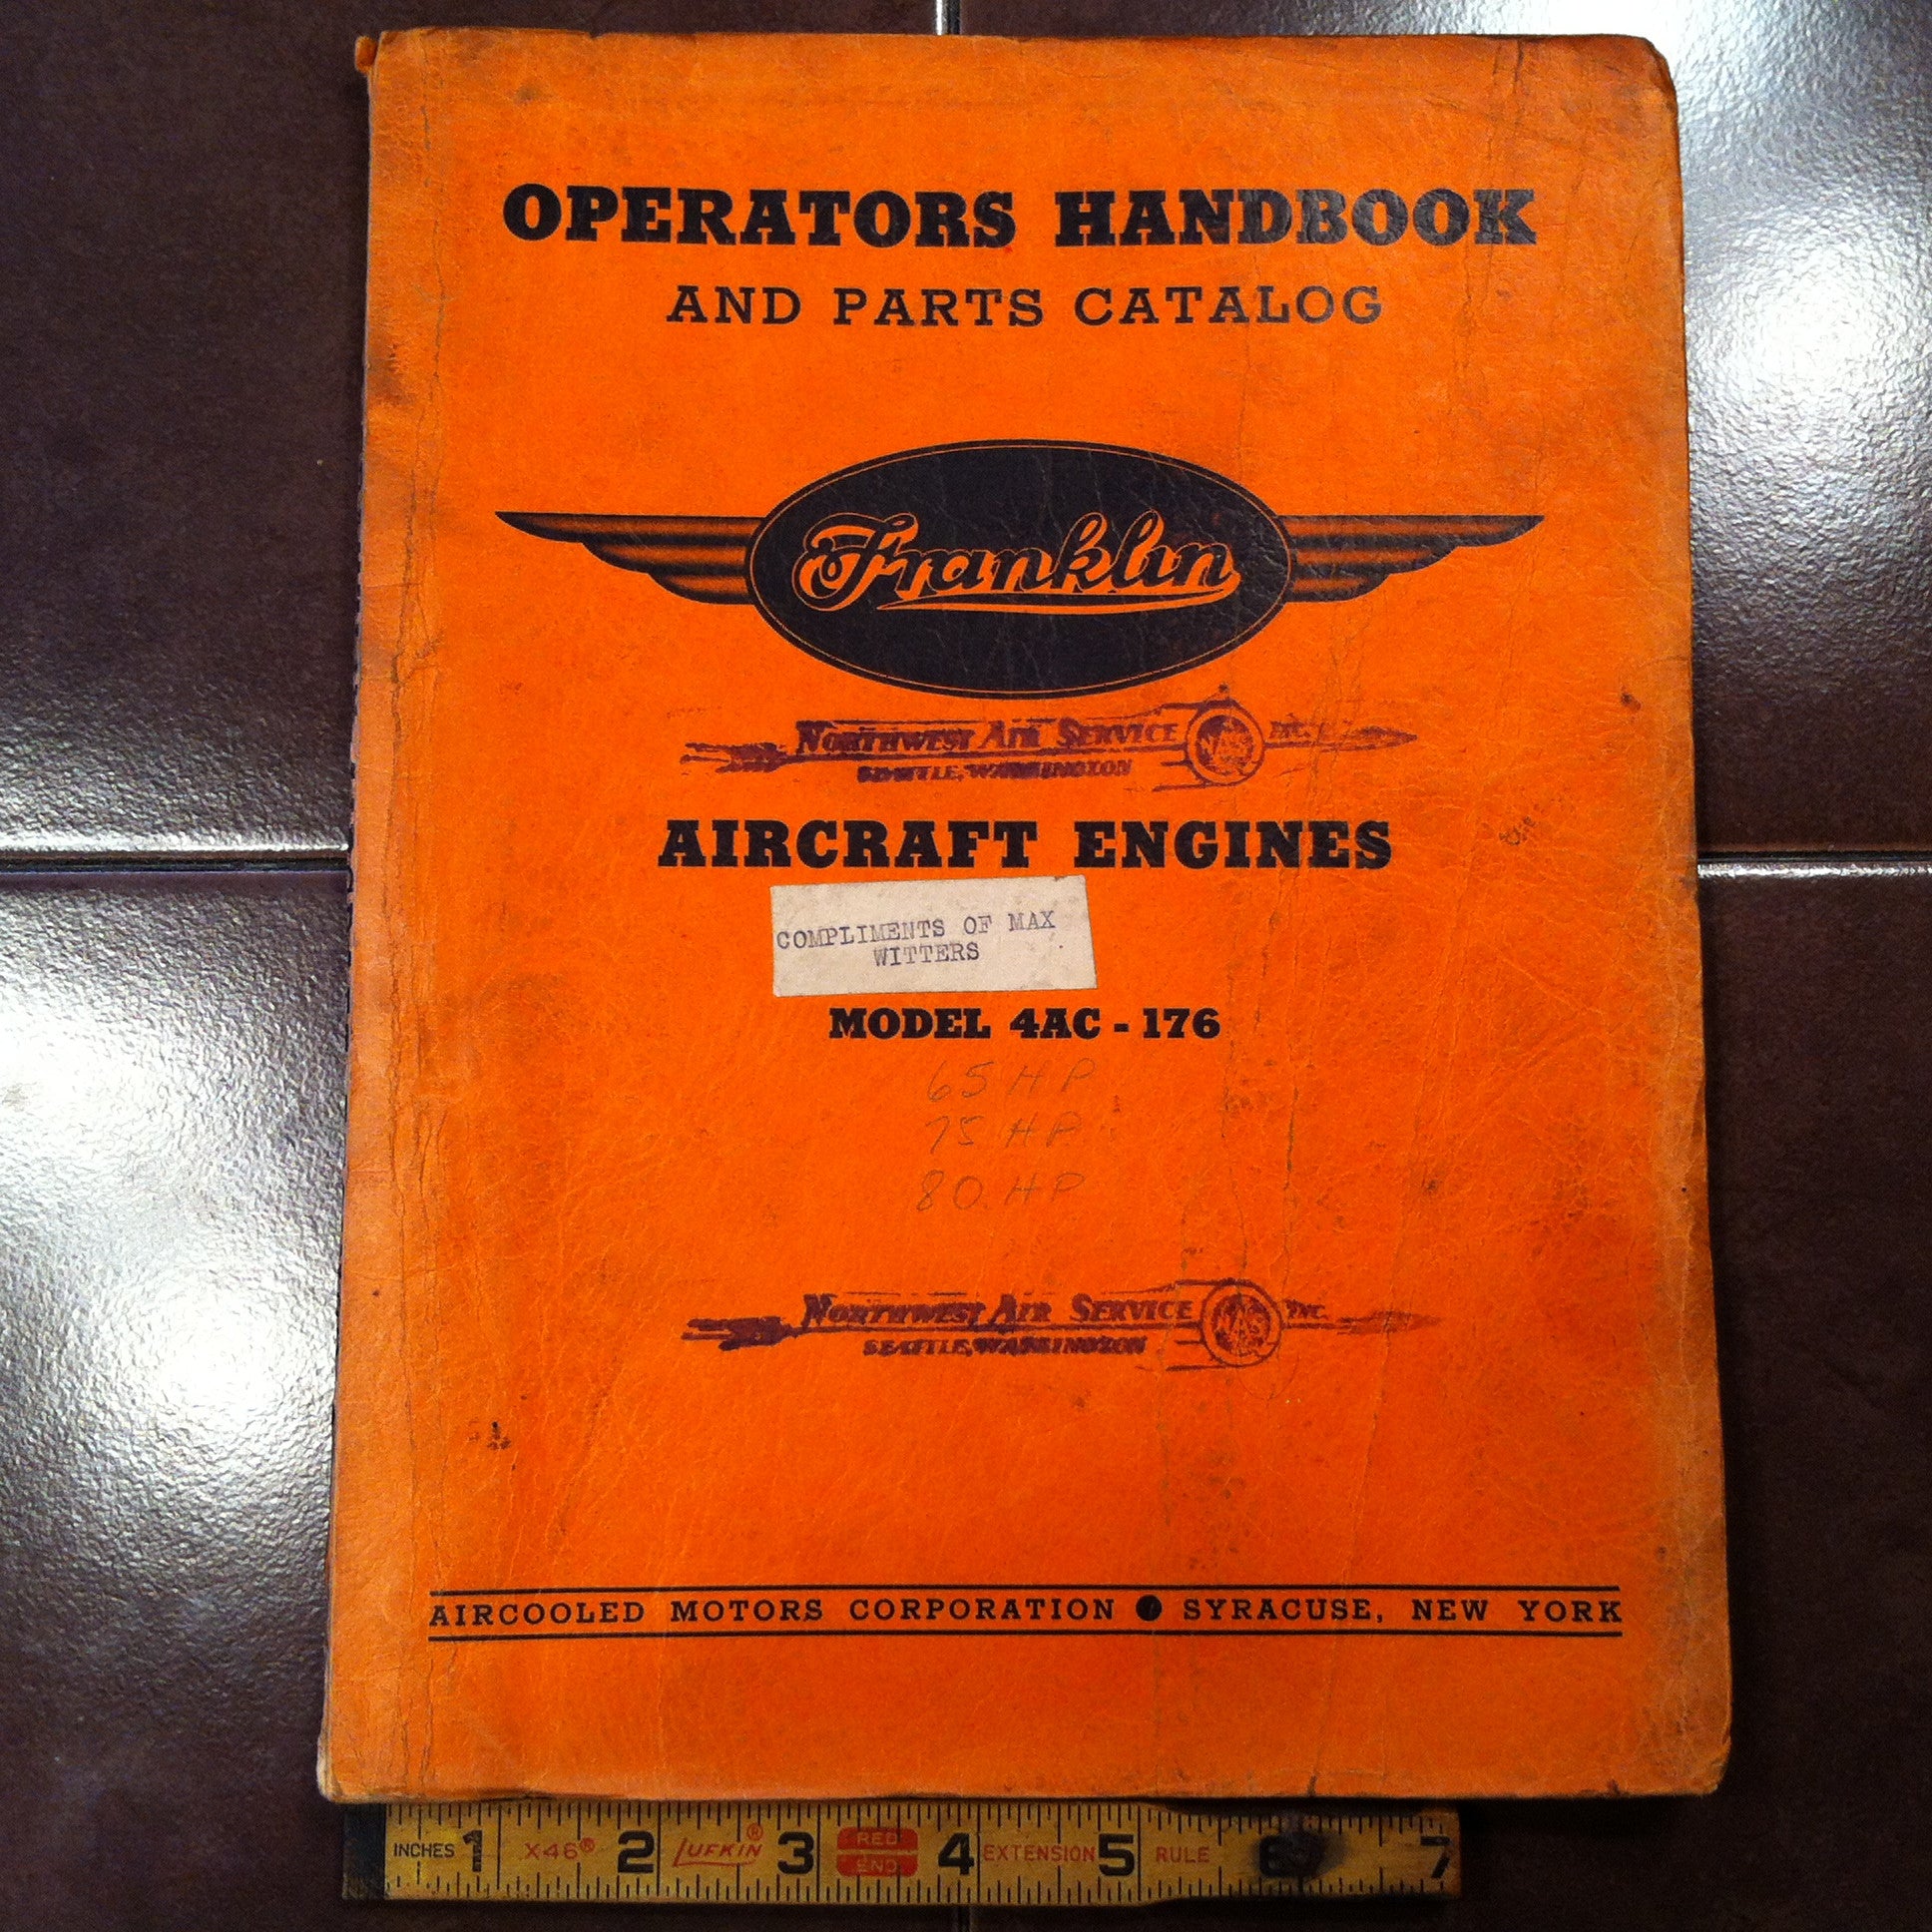 OPERATORS HANDBOOK
AND PARTS CATALOG
Franklin
NORTHWEST AIR SERVICE NAS INC.
SEATTLE, WASHINGTON
AIRCRAFT ENGINES
COMPLIMENTS OF MAX
WITTERS
MODEL 4AC - 176
65 HP
75 HP
80 HP
NORTHWEST AIR SERVICE NAS INC.
SEATTLE, WASHINGTON
AIRCOOLED MOTORS CORPORATION ● SYRACUSE, NEW YORK
INCHES 1 X46® 2 LUFKIN® 3 RED END 4 EXTENSION 5 RULE 6 7